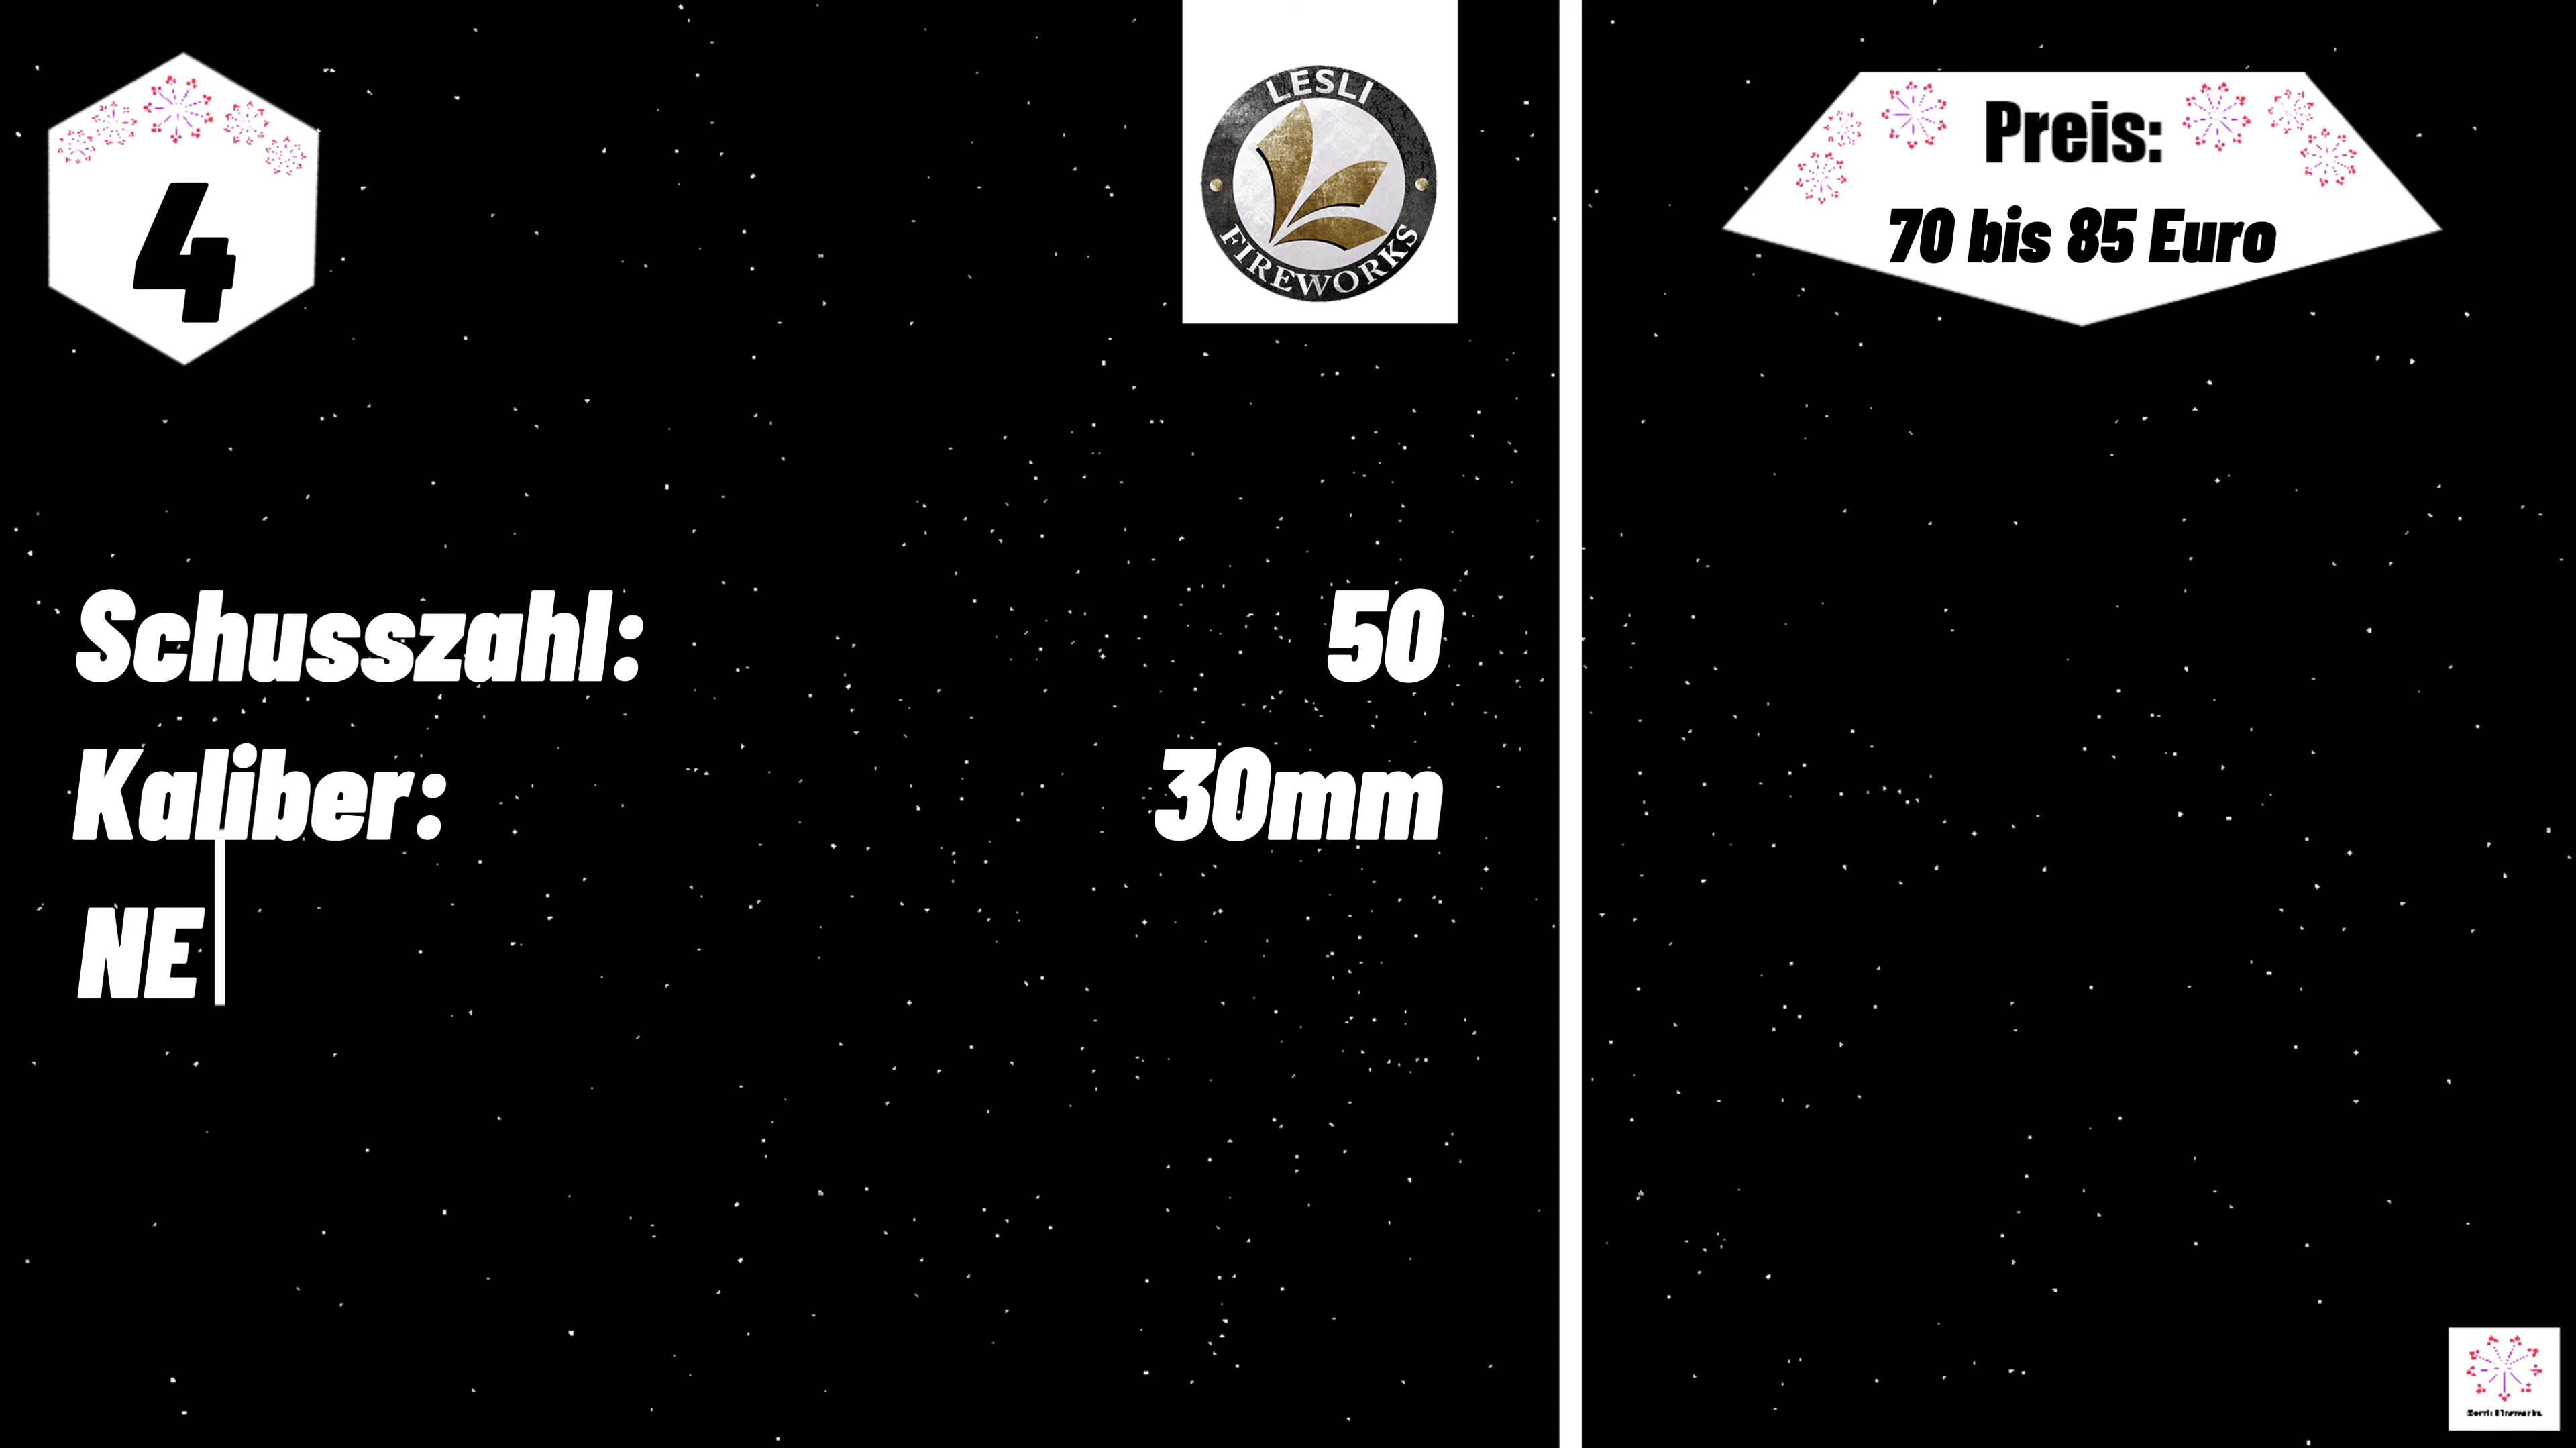 4
LESLI
FIREWORKS
Preis:
70 bis 85 Euro
Schusszahl: 50
Kaliber: 30mm
NE